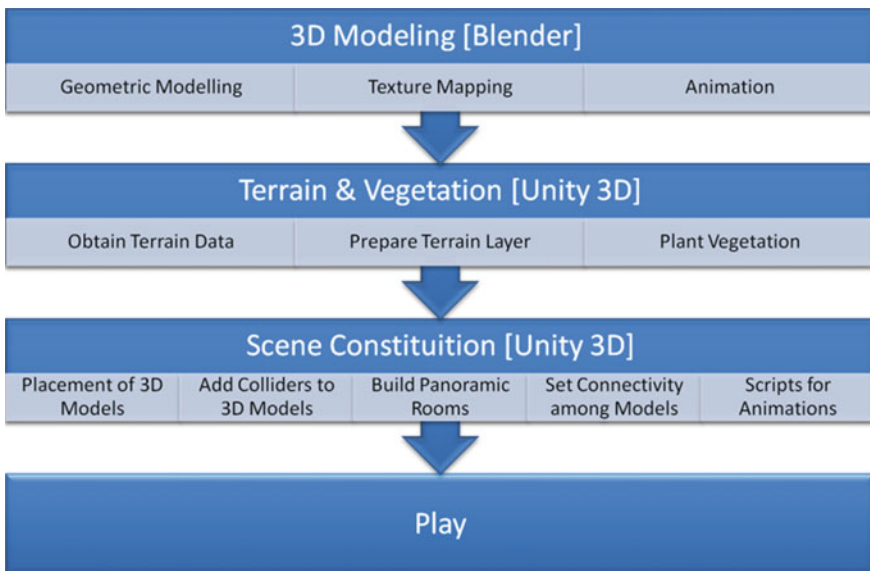 3D Modeling [Blender]
Geometric Modelling
Texture Mapping
Animation
Terrain & Vegetation [Unity 3D]
Obtain Terrain Data
Prepare Terrain Layer
Plant Vegetation
Scene Constituition [Unity 3D]
Placement of 3D
Models
Add Colliders to
3D Models
Build Panoramic
Rooms
Set Connectivity
among Models
Scripts for
Animations
Play